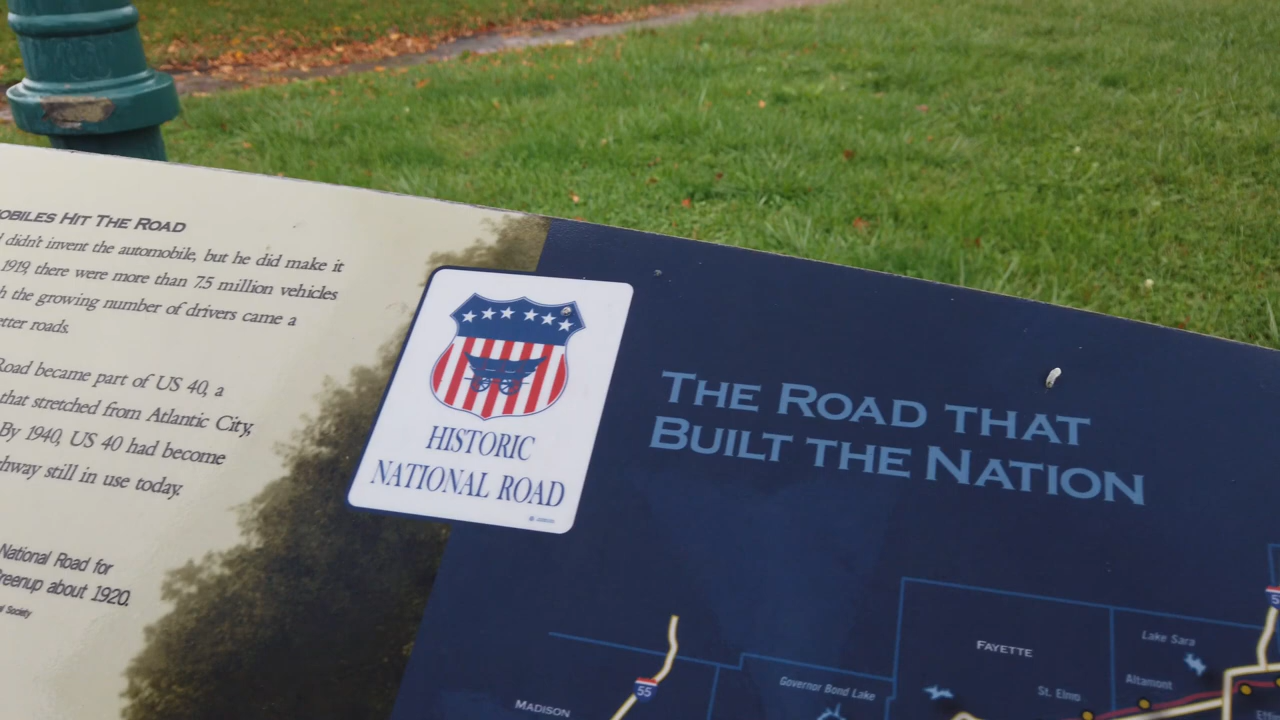 OBILES HIT THE ROAD
didn't invent the automobile, but he did make it
1919, there were more than 7.5 million vehicles
the growing number of drivers came a
etter roads.
Road became part of US 40, a
that stretched from Atlantic City,
By 1940, US 40 had become
hway still in use today.
National Road for
reenup about 1920.
Society
HISTORIC
NATIONAL ROAD
THE ROAD THAT
BUILT THE NATION
55
MADISON
Governor Bond Lake
FAYETTE
St. Elmo
Lake Sara
Altamont